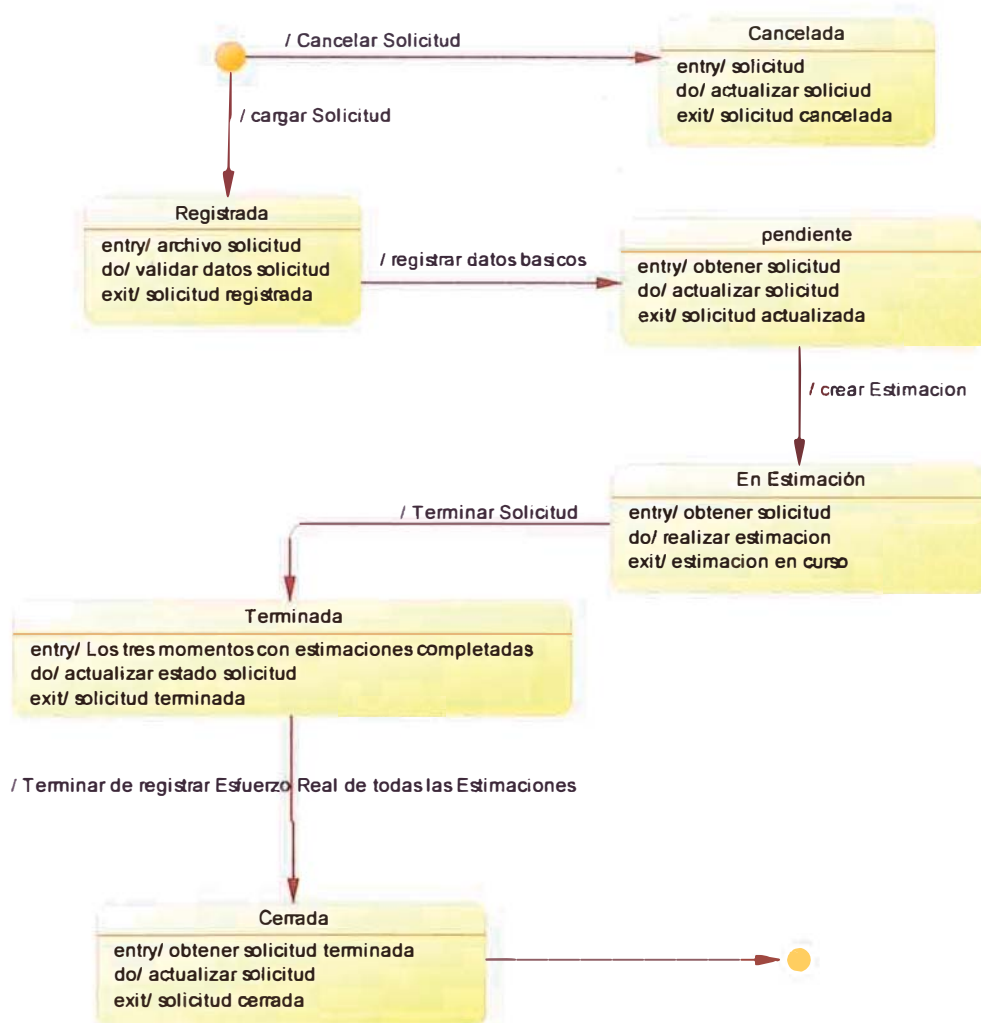 / Cancelar Solicitud
Cancelada
entry/ solicitud
do/ actualizar soliciud
exit/ solicitud cancelada
/ cargar Solicitud
Registrada
entry/ archivo solicitud
do/ validar datos solicitud
exit/ solicitud registrada
/ registrar datos basicos
pendiente
entry/ obtener solicitud
do/ actualizar solicitud
exit/ solicitud actualizada
/ crear Estimacion
En Estimación
entry/ obtener solicitud
do/ realizar estimacion
exit/ estimacion en curso
/ Terminar Solicitud
Terminada
entry/ Los tres momentos con estimaciones completadas
do/ actualizar estado solicitud
exit/ solicitud terminada
/ Terminar de registrar Esfuerzo Real de todas las Estimaciones
Cerrada
entry/ obtener solicitud terminada
do/ actualizar solicitud
exit/ solicitud cerrada